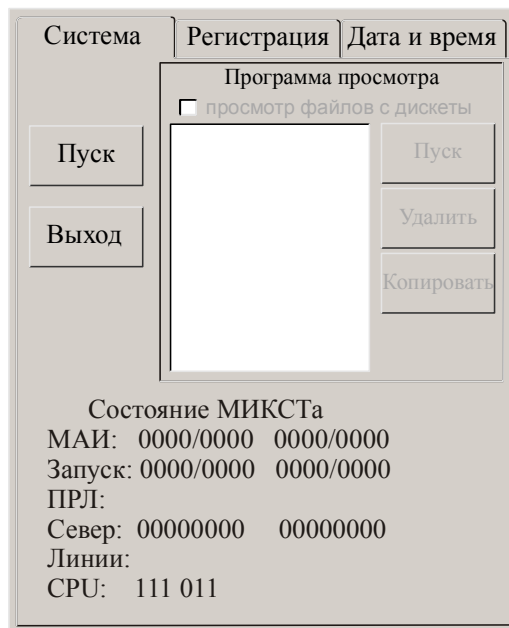 Система Регистрация Дата и время
Программа просмотра
просмотр файлов с дискеты
Пуск
Выход
Пуск
Удалить
Копировать
Состояние МИКСТа
МАИ: 0000/0000 0000/0000
Запуск: 0000/0000 0000/0000
ПРЛ:
Север: 00000000 00000000
Линии:
CPU: 111 011